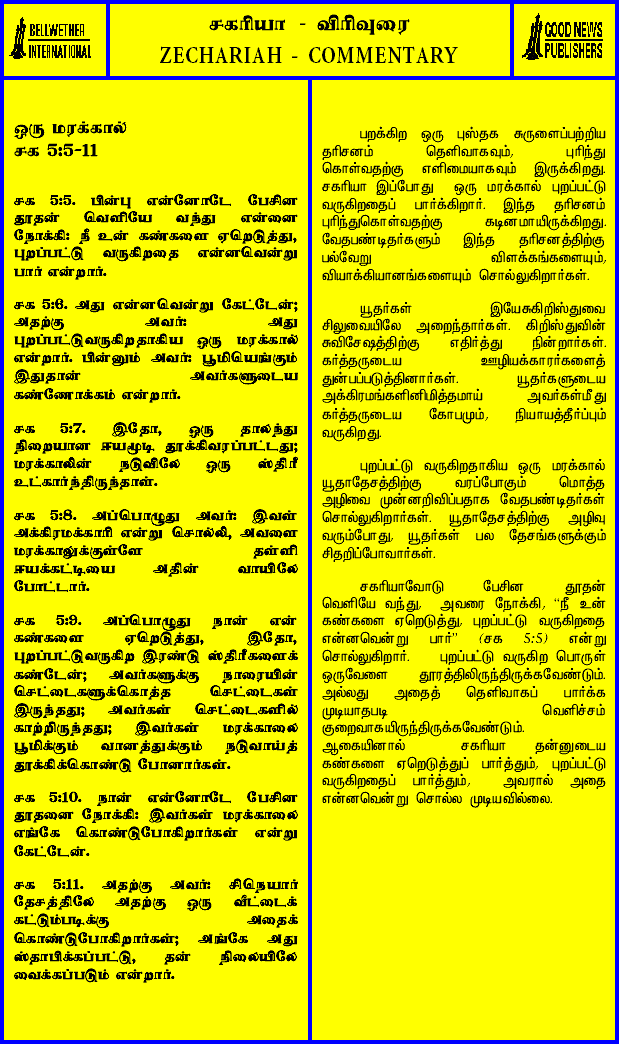 BELLWETHER
INTERNATIONAL
சகரியா - விரிவுரை
ZECHARIAH - COMMENTARY
GOOD NEWS
PUBLISHERS
ஒரு மரக்கால்
சக 5:5-11
சக 5:5. பின்பு என்னோடே பேசின
தூதன் வெளியே வந்து என்னை
நோக்கி: நீ உன் கண்களை ஏறெடுத்து,
புறப்பட்டு வருகிறதை என்னவென்று
பார் என்றார்.
சக 5:6. அது என்னவென்று கேட்டேன்;
அதற்கு அவர்: அது
புறப்பட்டுவருகிறதாகிய ஒரு மரக்கால்
என்றார். பின்னும் அவர்: பூமியெங்கும்
இதுதான் அவர்களுடைய
கண்ணோக்கம் என்றார்.
சக 5:7. இதோ, ஒரு தாலந்து
நிறையான ஈயமூடி தூக்கிவரப்பட்டது;
மரக்காலின் நடுவிலே ஒரு ஸ்திரீ
உட்கார்ந்திருந்தாள்.
சக 5:8. அப்பொழுது அவர்: இவள்
அக்கிரமக்காரி என்று சொல்லி, அவளை
மரக்காலுக்குள்ளே தள்ளி
ஈயக்கட்டியை அதின் வாயிலே
போட்டார்.
சக 5:9. அப்பொழுது நான் என்
கண்களை ஏறெடுத்து, இதோ,
புறப்பட்டுவருகிற இரண்டு ஸ்திரீகளைக்
கண்டேன்; அவர்களுக்கு நாரையின்
செட்டைகளுக்கொத்த செட்டைகள்
இருந்தது; அவர்கள் செட்டைகளில்
காற்றிருந்தது; இவர்கள் மரக்காலை
பூமிக்கும் வானத்துக்கும் நடுவாய்த்
தூக்கிக்கொண்டு போனார்கள்.
சக 5:10. நான் என்னோடே பேசின
தூதனை நோக்கி: இவர்கள் மரக்காலை
எங்கே கொண்டுபோகிறார்கள் என்று
கேட்டேன்.
சக 5:11. அதற்கு அவர்: சிநெயார்
தேசத்திலே அதற்கு ஒரு வீட்டைக்
கட்டும்படிக்கு அதைக்
கொண்டுபோகிறார்கள்; அங்கே அது
ஸ்தாபிக்கப்பட்டு, தன் நிலையிலே
வைக்கப்படும் என்றார்.
பறக்கிற ஒரு புஸ்தக சுருளைப்பற்றிய
தரிசனம் தெளிவாகவும், புரிந்து
கொள்வதற்கு எளிமையாகவும் இருக்கிறது.
சகரியா இப்போது ஒரு மரக்கால் புறப்பட்டு
வருகிறதைப் பார்க்கிறார். இந்த தரிசனம்
புரிந்துகொள்வதற்கு கடினமாயிருக்கிறது.
வேதபண்டிதர்களும் இந்த தரிசனத்திற்கு
பல்வேறு விளக்கங்களையும்,
வியாக்கியானங்களையும் சொல்லுகிறார்கள்.
யூதர்கள் இயேசுகிறிஸ்துவை
சிலுவையிலே அறைந்தார்கள். கிறிஸ்துவின்
சுவிசேஷத்திற்கு எதிர்த்து நின்றார்கள்.
கர்த்தருடைய ஊழியக்காரர்களைத்
துன்பப்படுத்தினார்கள். யூதர்களுடைய
அக்கிரமங்களினிமித்தமாய் அவர்கள்மீது
கர்த்தருடைய கோபமும், நியாயத்தீர்ப்பும்
வருகிறது.
புறப்பட்டு வருகிறதாகிய ஒரு மரக்கால்
யூதாதேசத்திற்கு வரப்போகும் மொத்த
அழிவை முன்னறிவிப்பதாக வேதபண்டிதர்கள்
சொல்லுகிறார்கள். யூதாதேசத்திற்கு அழிவு
வரும்போது, யூதர்கள் பல தேசங்களுக்கும்
சிதறிப்போவார்கள்.
சகரியாவோடு பேசின தூதன்
வெளியே வந்து, அவரை நோக்கி, "நீ உன்
கண்களை ஏறெடுத்து, புறப்பட்டு வருகிறதை
என்னவென்று பார்" (சக 5:5) என்று
சொல்லுகிறார். புறப்பட்டு வருகிற பொருள்
ஒருவேளை தூரத்திலிருந்திருக்கவேண்டும்.
அல்லது அதைத் தெளிவாகப் பார்க்க
முடியாதபடி வெளிச்சம்
குறைவாகயிருந்திருக்கவேண்டும்.
ஆகையினால் சகரியா தன்னுடைய
கண்களை ஏறெடுத்துப் பார்த்தும், புறப்பட்டு
வருகிறதைப் பார்த்தும், அவரால் அதை
என்னவென்று சொல்ல முடியவில்லை.